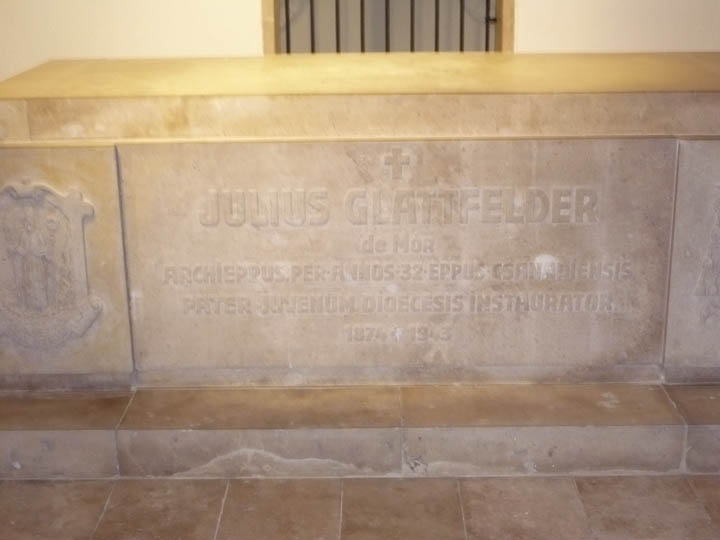 JULIUS GLATTFELDER
de Mór
ARCHIEPPUS. PER·ANNOS·32·EPPUS·CSANADIENSIS
PATER·JUVENUM. DIOECESIS INSTAURATOR
1874 † 1943